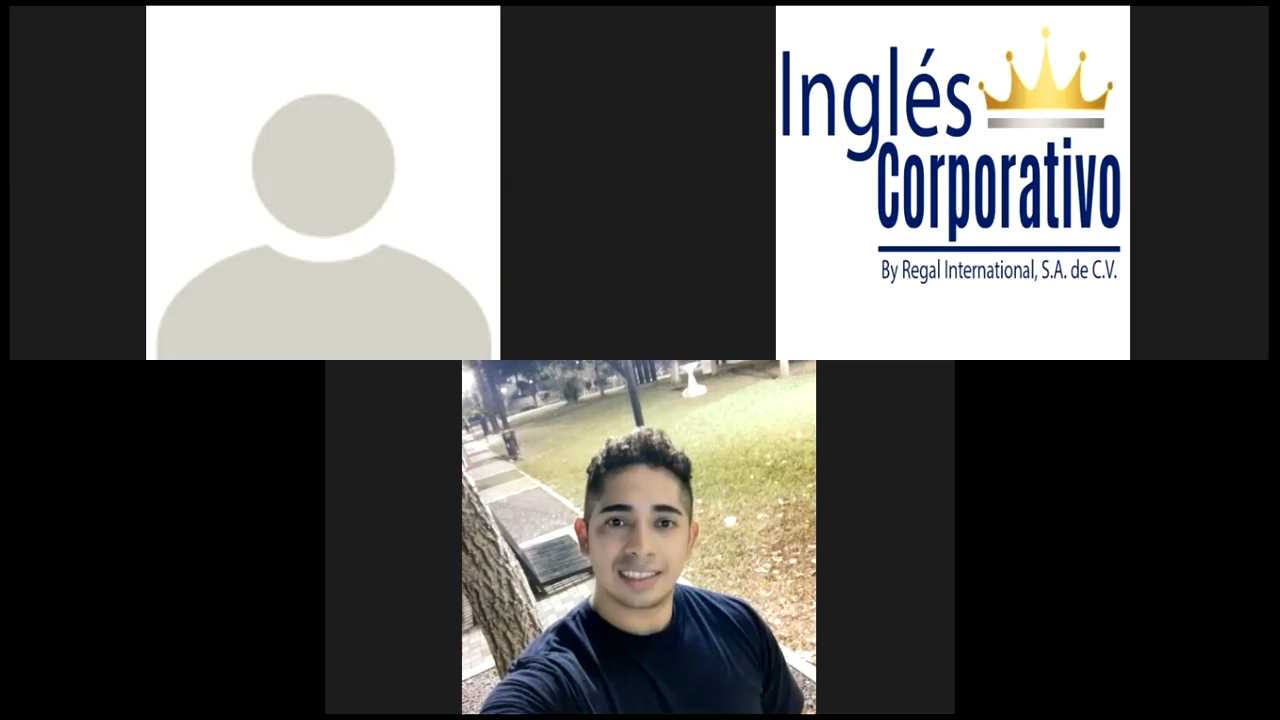 Inglés
Corporativo
By Regal International, S.A. de C.V.